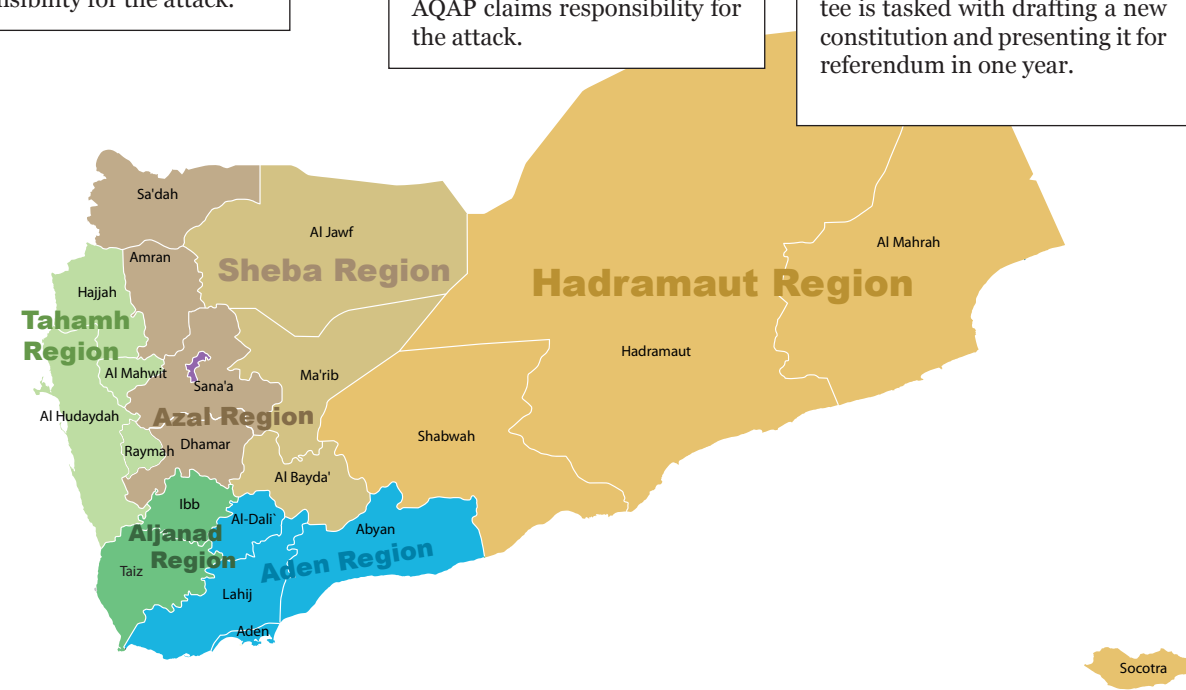 the attack.
AQAP claims responsibility for
the attack.
tee is tasked with drafting a new
constitution and presenting it for
referendum in one year.
Sa'dah
Al Jawf
Amran
Sheba Region
Al Mahrah
Hadramaut Region
Hajjah
Tahamh
Region
Hadramaut
Al Mahwit
Sana'a
Ma'rib
Al Hudaydah
Azal Region
Shabwah
Raymah
Dhamar
Al Bayda'
Ibb
Al-Dali`
Abyan
Aljanad
Region
Aden Region
Taiz
Lahij
Aden
Socotra